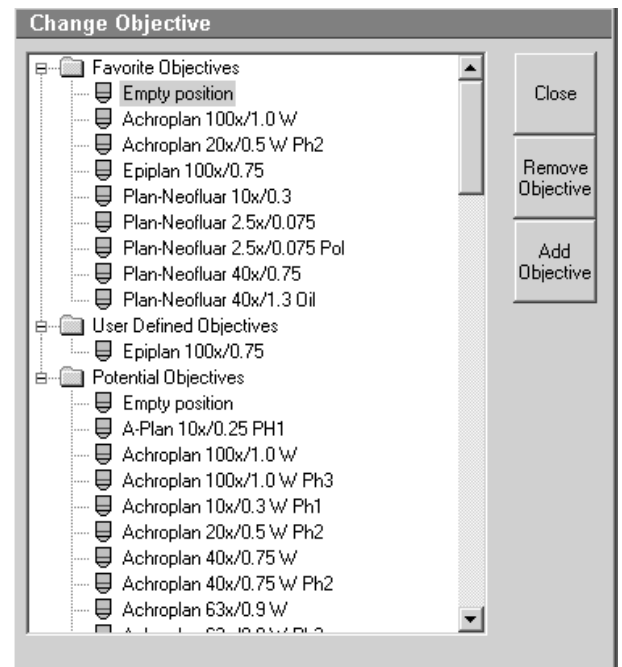 Change Objective
Favorite Objectives
Empty position
Achroplan 100x/1.0 W
Achroplan 20x/0.5 W Ph2
Epiplan 100x/0.75
Plan-Neofluar 10x/0.3
Plan-Neofluar 2.5x/0.075
Plan-Neofluar 2.5x/0.075 Pol
Plan-Neofluar 40x/0.75
Plan-Neofluar 40x/1.3 Oil
User Defined Objectives
Epiplan 100x/0.75
Potential Objectives
Empty position
A-Plan 10x/0.25 PH1
Achroplan 100x/1.0 W
Achroplan 100x/1.0 W Ph3
Achroplan 10x/0.3 W Ph1
Achroplan 20x/0.5 W Ph2
Achroplan 40x/0.75 W
Achroplan 40x/0.75 W Ph2
Achroplan 63x/0.9 W
Close
Remove
Objective
Add
Objective